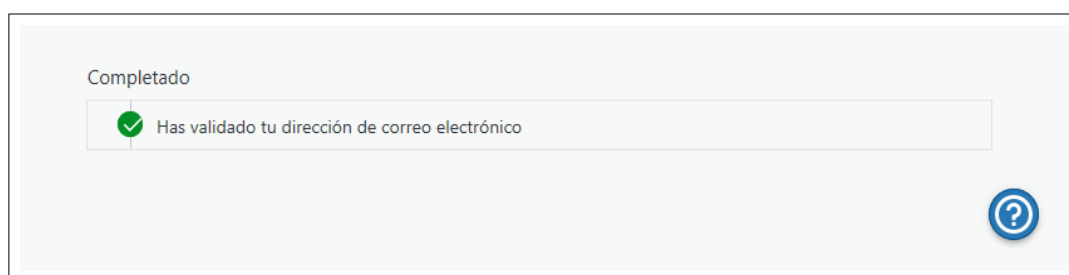 Completado
Has validado tu dirección de correo electrónico
?